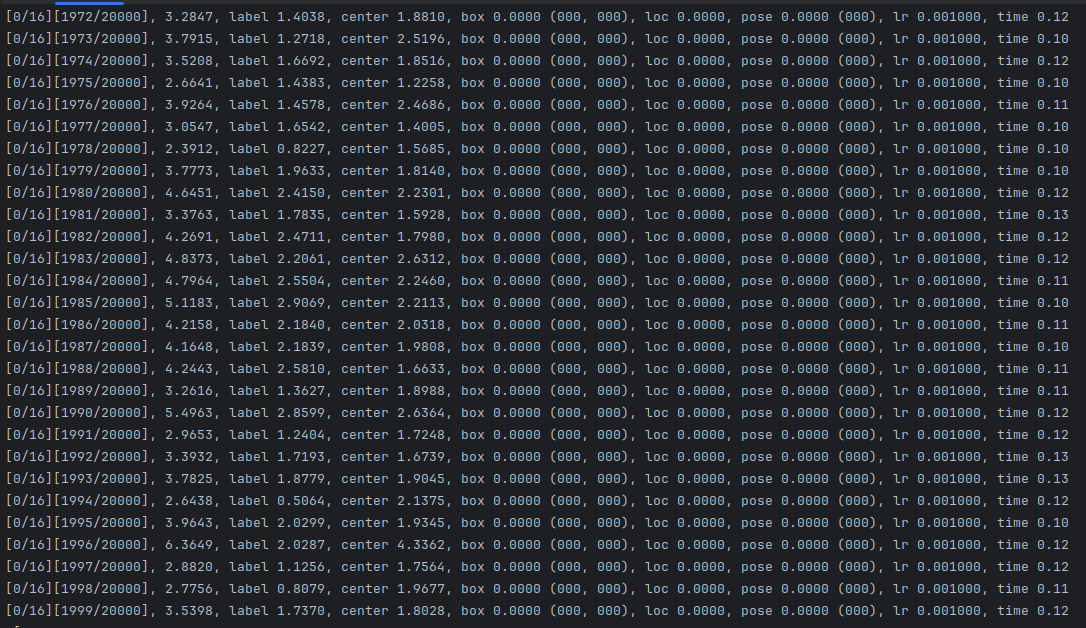 [0/16][1972/20000], 3.2847, label 1.4038, center 1.8810, box 0.0000 (000, 000), loc 0.0000, pose 0.0000 (000), lr 0.001000, time 0.12
[0/16][1973/20000], 3.7915, label 1.2718, center 2.5196, box 0.0000 (000, 000), loc 0.0000, pose 0.0000 (000), lr 0.001000, time 0.10
[0/16][1974/20000], 3.5208, label 1.6692, center 1.8516, box 0.0000 (000, 000), loc 0.0000, pose 0.0000 (000), lr 0.001000, time 0.12
[0/16][1975/20000], 2.6641, label 1.4383, center 1.2258, box 0.0000 (000, 000), loc 0.0000, pose 0.0000 (000), lr 0.001000, time 0.10
[0/16][1976/20000], 3.9264, label 1.4578, center 2.4686, box 0.0000 (000, 000), loc 0.0000, pose 0.0000 (000), lr 0.001000, time 0.11
[0/16][1977/20000], 3.0547, label 1.6542, center 1.4005, box 0.0000 (000, 000), loc 0.0000, pose 0.0000 (000), lr 0.001000, time 0.10
[0/16][1978/20000], 2.3912, label 0.8227, center 1.5685, box 0.0000 (000, 000), loc 0.0000, pose 0.0000 (000), lr 0.001000, time 0.10
[0/16][1979/20000], 3.7773, label 1.9633, center 1.8140, box 0.0000 (000, 000), loc 0.0000, pose 0.0000 (000), lr 0.001000, time 0.10
[0/16][1980/20000], 4.6451, label 2.4150, center 2.2301, box 0.0000 (000, 000), loc 0.0000, pose 0.0000 (000), lr 0.001000, time 0.12
[0/16][1981/20000], 3.3763, label 1.7835, center 1.5928, box 0.0000 (000, 000), loc 0.0000, pose 0.0000 (000), lr 0.001000, time 0.13
[0/16][1982/20000], 4.2691, label 2.4711, center 1.7980, box 0.0000 (000, 000), loc 0.0000, pose 0.0000 (000), lr 0.001000, time 0.12
[0/16][1983/20000], 4.8373, label 2.2061, center 2.6312, box 0.0000 (000, 000), loc 0.0000, pose 0.0000 (000), lr 0.001000, time 0.12
[0/16][1984/20000], 4.7964, label 2.5504, center 2.2460, box 0.0000 (000, 000), loc 0.0000, pose 0.0000 (000), lr 0.001000, time 0.11
[0/16][1985/20000], 5.1183, label 2.9069, center 2.2113, box 0.0000 (000, 000), loc 0.0000, pose 0.0000 (000), lr 0.001000, time 0.10
[0/16][1986/20000], 4.2158, label 2.1840, center 2.0318, box 0.0000 (000, 000), loc 0.0000, pose 0.0000 (000), lr 0.001000, time 0.11
[0/16][1987/20000], 4.1648, label 2.1839, center 1.9808, box 0.0000 (000, 000), loc 0.0000, pose 0.0000 (000), lr 0.001000, time 0.10
[0/16][1988/20000], 4.2443, label 2.5810, center 1.6633, box 0.0000 (000, 000), loc 0.0000, pose 0.0000 (000), lr 0.001000, time 0.11
[0/16][1989/20000], 3.2616, label 1.3627, center 1.8988, box 0.0000 (000, 000), loc 0.0000, pose 0.0000 (000), lr 0.001000, time 0.11
[0/16][1990/20000], 5.4963, label 2.8599, center 2.6364, box 0.0000 (000, 000), loc 0.0000, pose 0.0000 (000), lr 0.001000, time 0.12
[0/16][1991/20000], 2.9653, label 1.2404, center 1.7248, box 0.0000 (000, 000), loc 0.0000, pose 0.0000 (000), lr 0.001000, time 0.12
[0/16][1992/20000], 3.3932, label 1.7193, center 1.6739, box 0.0000 (000, 000), loc 0.0000, pose 0.0000 (000), lr 0.001000, time 0.13
[0/16][1993/20000], 3.7825, label 1.8779, center 1.9045, box 0.0000 (000, 000), loc 0.0000, pose 0.0000 (000), lr 0.001000, time 0.13
[0/16][1994/20000], 2.6438, label 0.5064, center 2.1375, box 0.0000 (000, 000), loc 0.0000, pose 0.0000 (000), lr 0.001000, time 0.12
[0/16][1995/20000], 3.9643, label 2.0299, center 1.9345, box 0.0000 (000, 000), loc 0.0000, pose 0.0000 (000), lr 0.001000, time 0.10
[0/16][1996/20000], 6.3649, label 2.0287, center 4.3362, box 0.0000 (000, 000), loc 0.0000, pose 0.0000 (000), lr 0.001000, time 0.12
[0/16][1997/20000], 2.8820, label 1.1256, center 1.7564, box 0.0000 (000, 000), loc 0.0000, pose 0.0000 (000), lr 0.001000, time 0.12
[0/16][1998/20000], 2.7756, label 0.8079, center 1.9677, box 0.0000 (000, 000), loc 0.0000, pose 0.0000 (000), lr 0.001000, time 0.11
[0/16][1999/20000], 3.5398, label 1.7370, center 1.8028, box 0.0000 (000, 000), loc 0.0000, pose 0.0000 (000), lr 0.001000, time 0.12